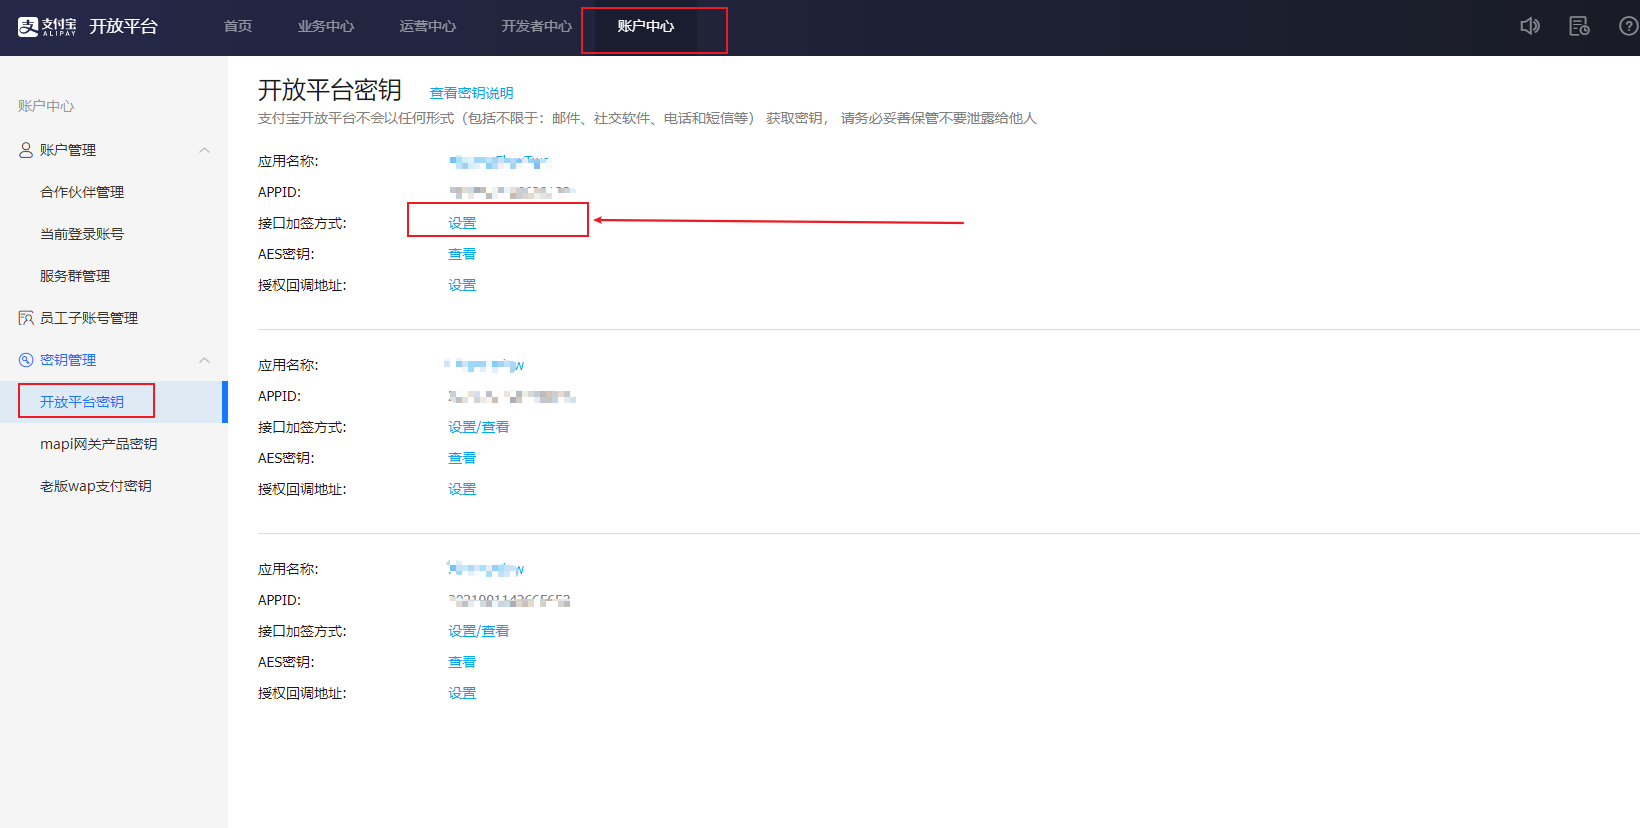 支付宝 ALIPAY 开放平台 首页 业务中心 运营中心 开发者中心 账户中心
账户中心
账户管理
合作伙伴管理
当前登录账号
服务群管理
员工子账号管理
密钥管理
开放平台密钥
mapi网关产品密钥
老版wap支付密钥
开放平台密钥 查看密钥说明
支付宝开放平台不会以任何形式（包括不限于：邮件、社交软件、电话和短信等） 获取密钥， 请务必妥善保管不要泄露给他人
应用名称:
APPID:
接口加签方式: 设置
AES密钥: 查看
授权回调地址: 设置
应用名称:
APPID:
接口加签方式: 设置/查看
AES密钥: 查看
授权回调地址: 设置
应用名称:
APPID:
接口加签方式: 设置/查看
AES密钥: 查看
授权回调地址: 设置